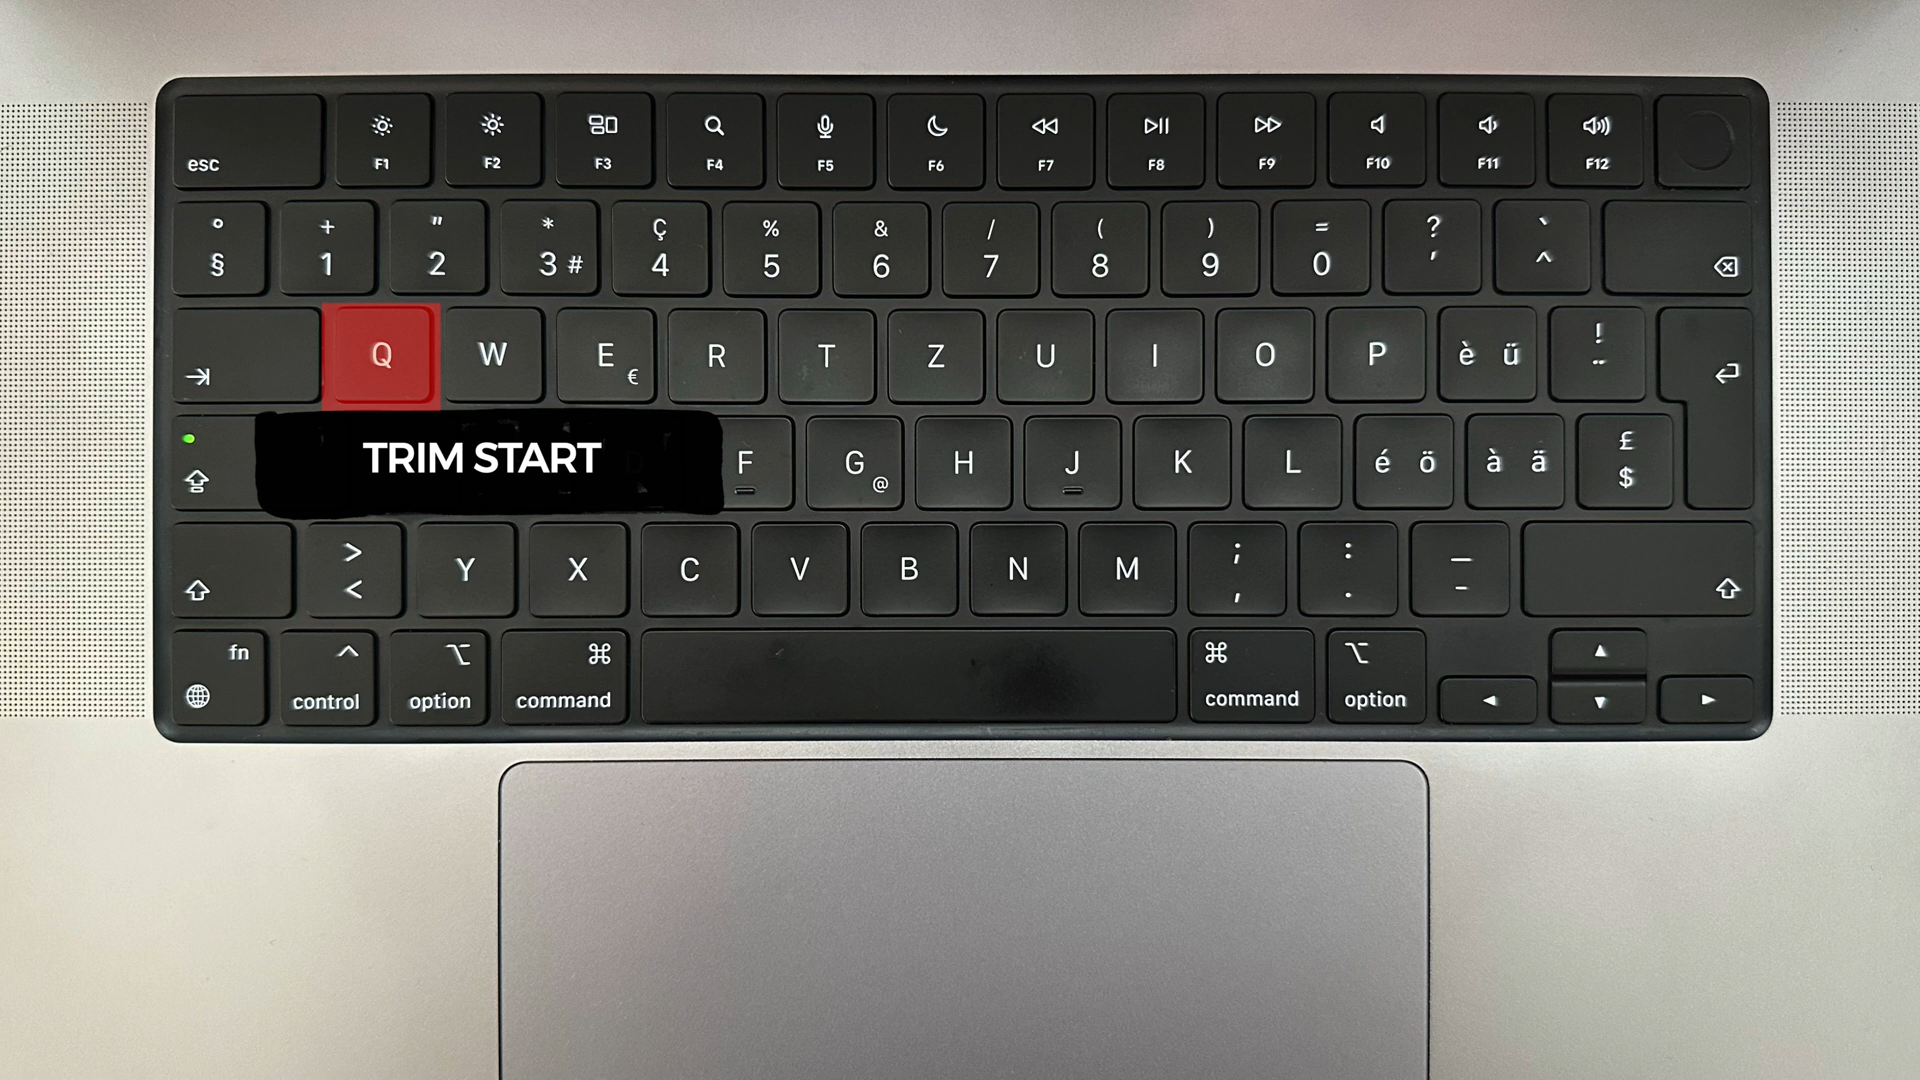 esc F1 F2 F3 F4 F5 F6 F7 F8 F9 F10 F11 F12
° + " * Ç % & / ( ) = ? `
§ 1 2 3 # 4 5 6 7 8 9 0 ' ^
Q W E € R T Z U I O P è ü ! ¨
TRIM START F G @ H J K L é ö à ä £ $
> < Y X C V B N M ; , : . _ -
fn control option command command option